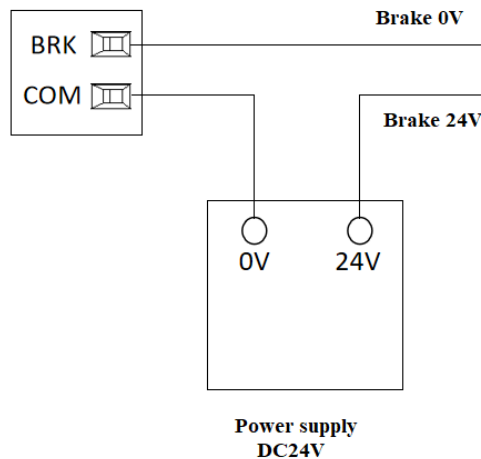 Brake 0V
BRK
COM
Brake 24V
0V
24V
Power supply
DC24V